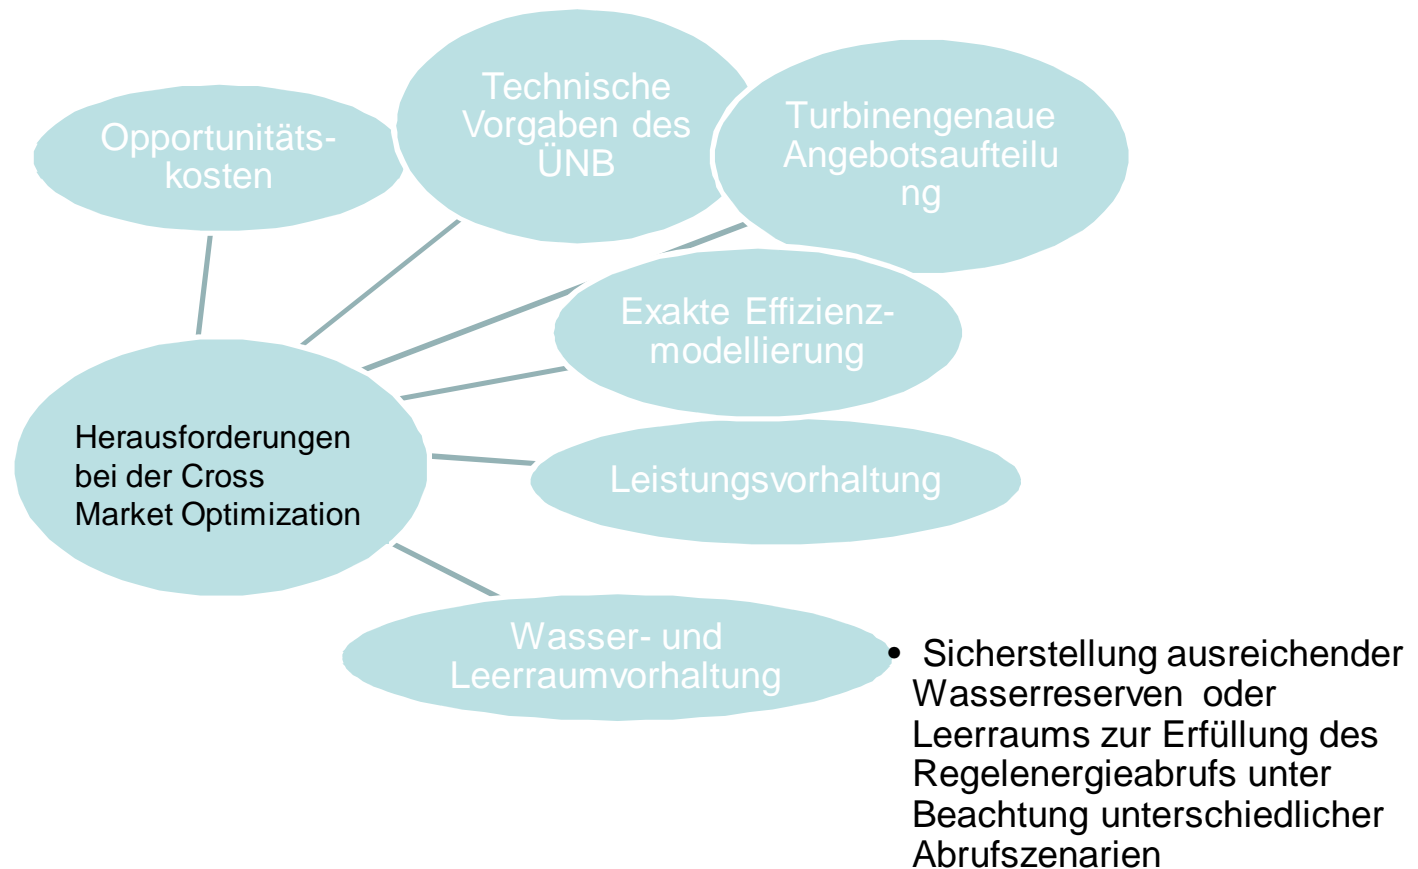 Opportunitäts-
kosten
Technische
Vorgaben des
ÜNB
Turbinengenaue
Angebotsaufteilu
ng
Exakte Effizienz-
modellierung
Herausforderungen
bei der Cross
Market Optimization
Leistungsvorhaltung
Wasser- und
Leerraumvorhaltung
• Sicherstellung ausreichender
Wasserreserven oder
Leerraums zur Erfüllung des
Regelenergieabrufs unter
Beachtung unterschiedlicher
Abrufszenarien